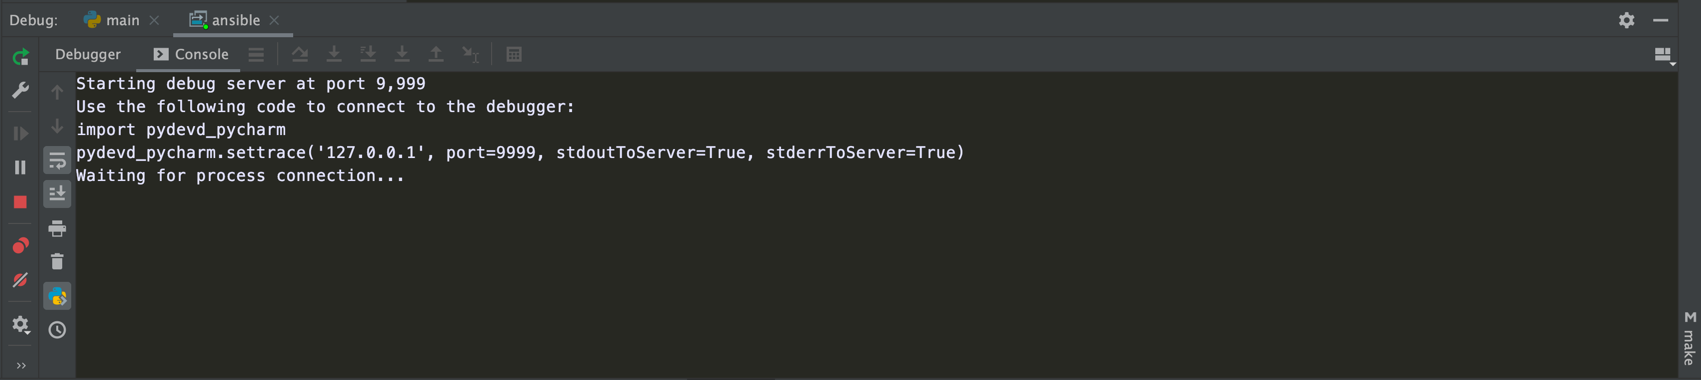 Debug: main ansible
Debugger Console
Starting debug server at port 9,999
Use the following code to connect to the debugger:
import pydevd_pycharm
pydevd_pycharm.settrace('127.0.0.1', port=9999, stdoutToServer=True, stderrToServer=True)
Waiting for process connection...
M make